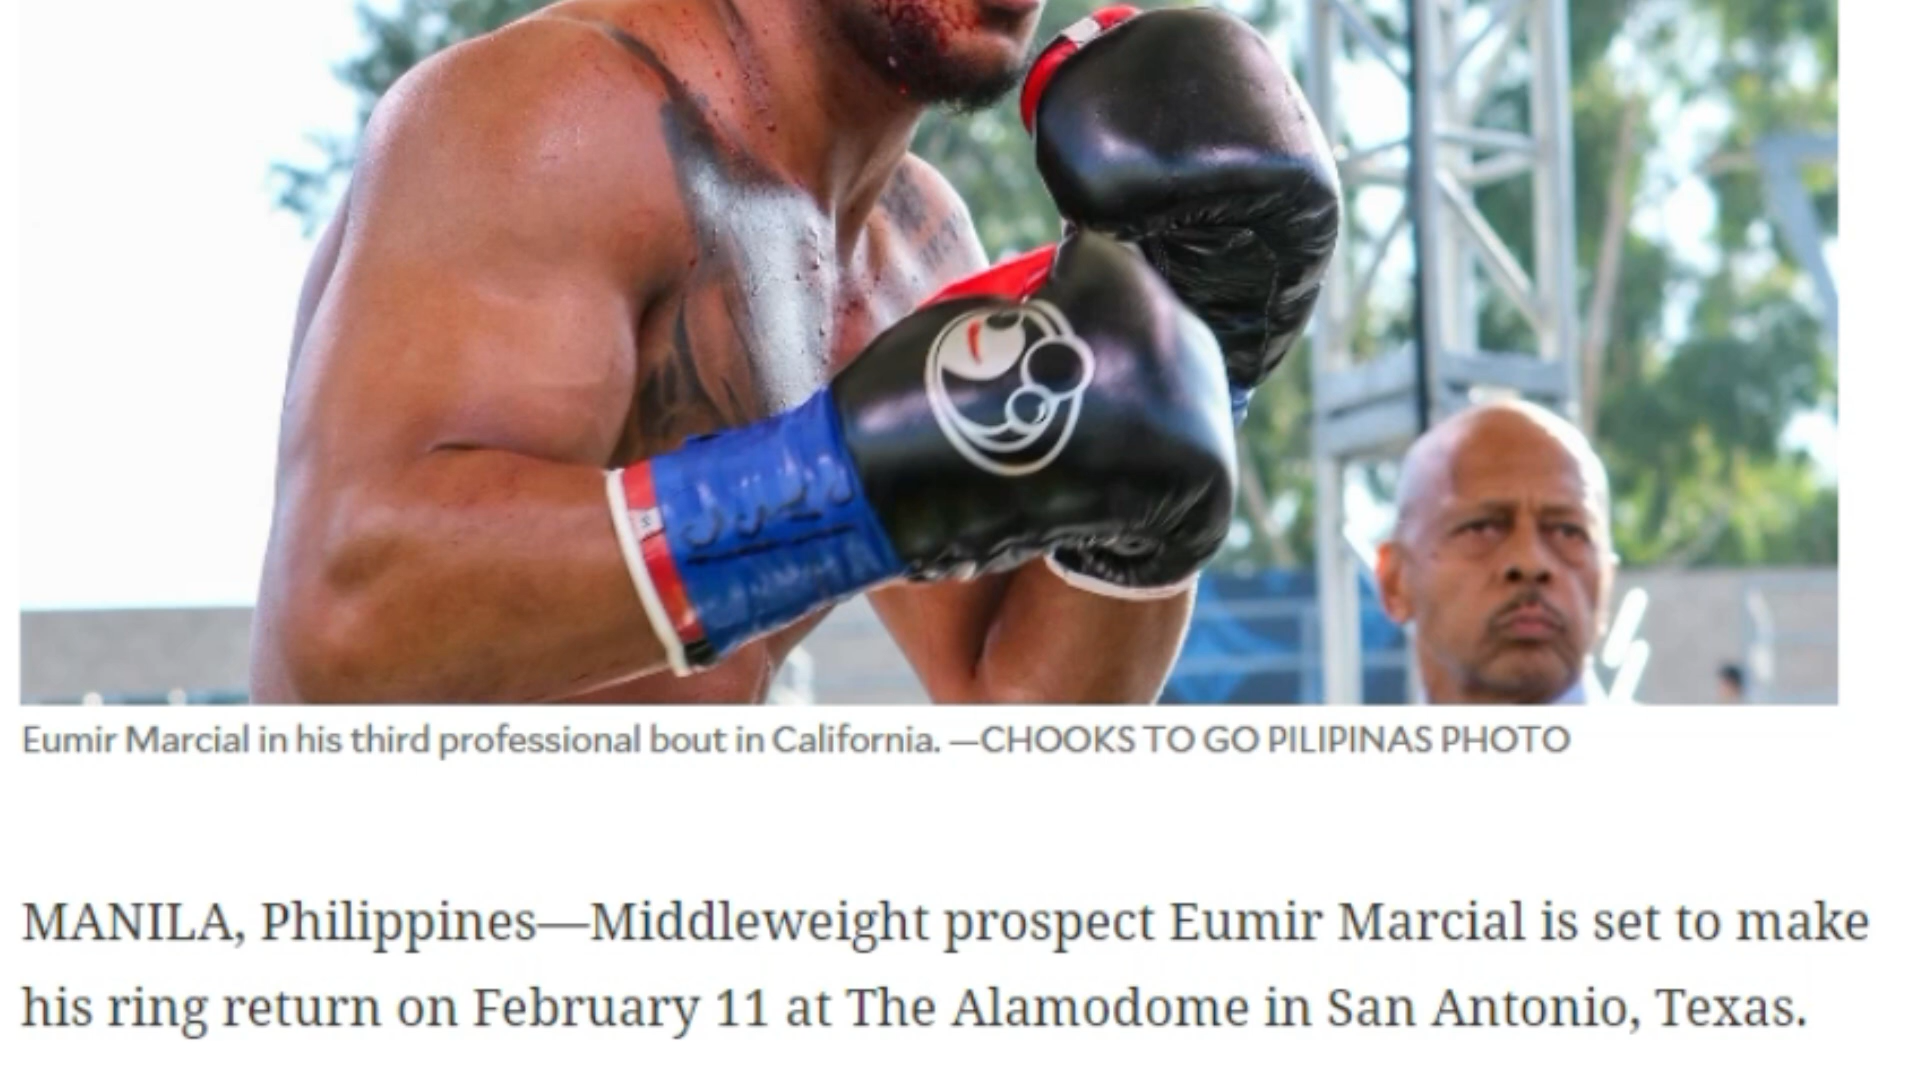 Eumir Marcial in his third professional bout in California. —CHOOKS TO GO PILIPINAS PHOTO
MANILA, Philippines—Middleweight prospect Eumir Marcial is set to make
his ring return on February 11 at The Alamodome in San Antonio, Texas.